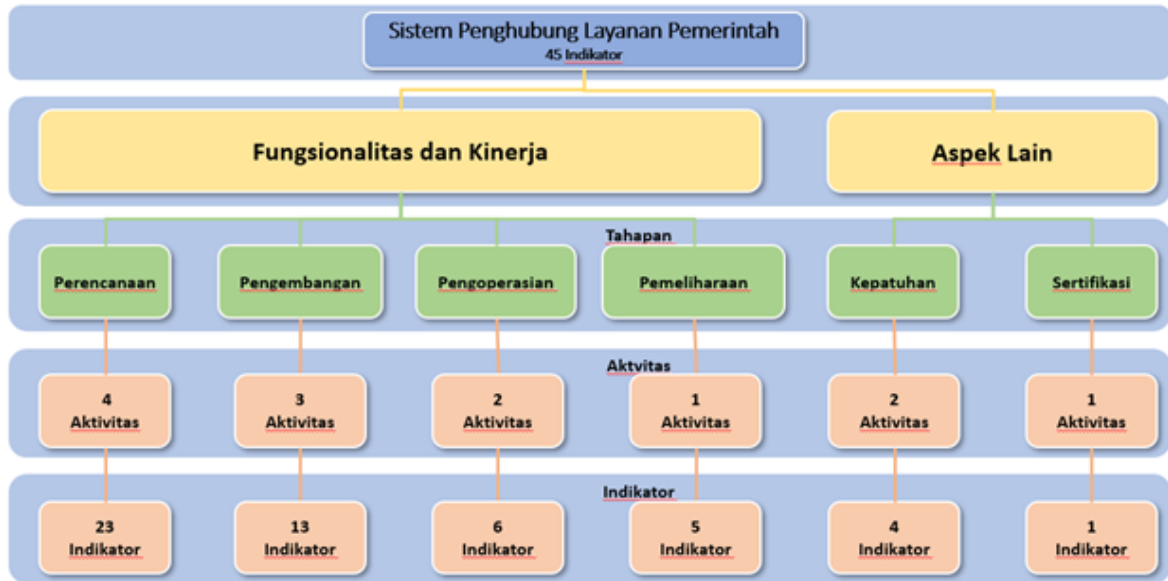 Sistem Penghubung Layanan Pemerintah
45 Indikator
Fungsionalitas dan Kinerja
Aspek Lain
Tahapan
Perencanaan
Pengembangan
Pengoperasian
Pemeliharaan
Kepatuhan
Sertifikasi
Aktvitas
4
Aktivitas
3
Aktivitas
2
Aktivitas
1
Aktivitas
2
Aktivitas
1
Aktivitas
Indikator
23
Indikator
13
Indikator
6
Indikator
5
Indikator
4
Indikator
1
Indikator